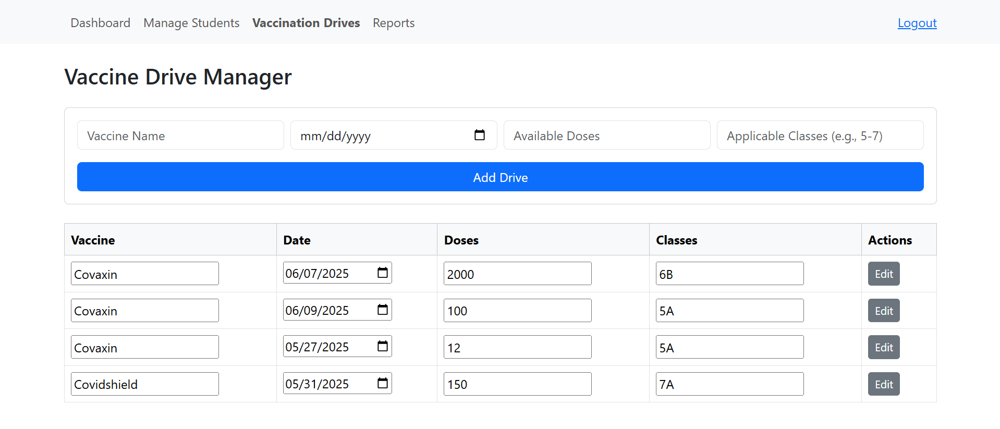 Dashboard Manage Students Vaccination Drives Reports Logout
Vaccine Drive Manager
Vaccine Name mm/dd/yyyy Available Doses Applicable Classes (e.g., 5-7)
Add Drive
Vaccine Date Doses Classes Actions
Covaxin 06/07/2025 2000 6B Edit
Covaxin 06/09/2025 100 5A Edit
Covaxin 05/27/2025 12 5A Edit
Covidshield 05/31/2025 150 7A Edit